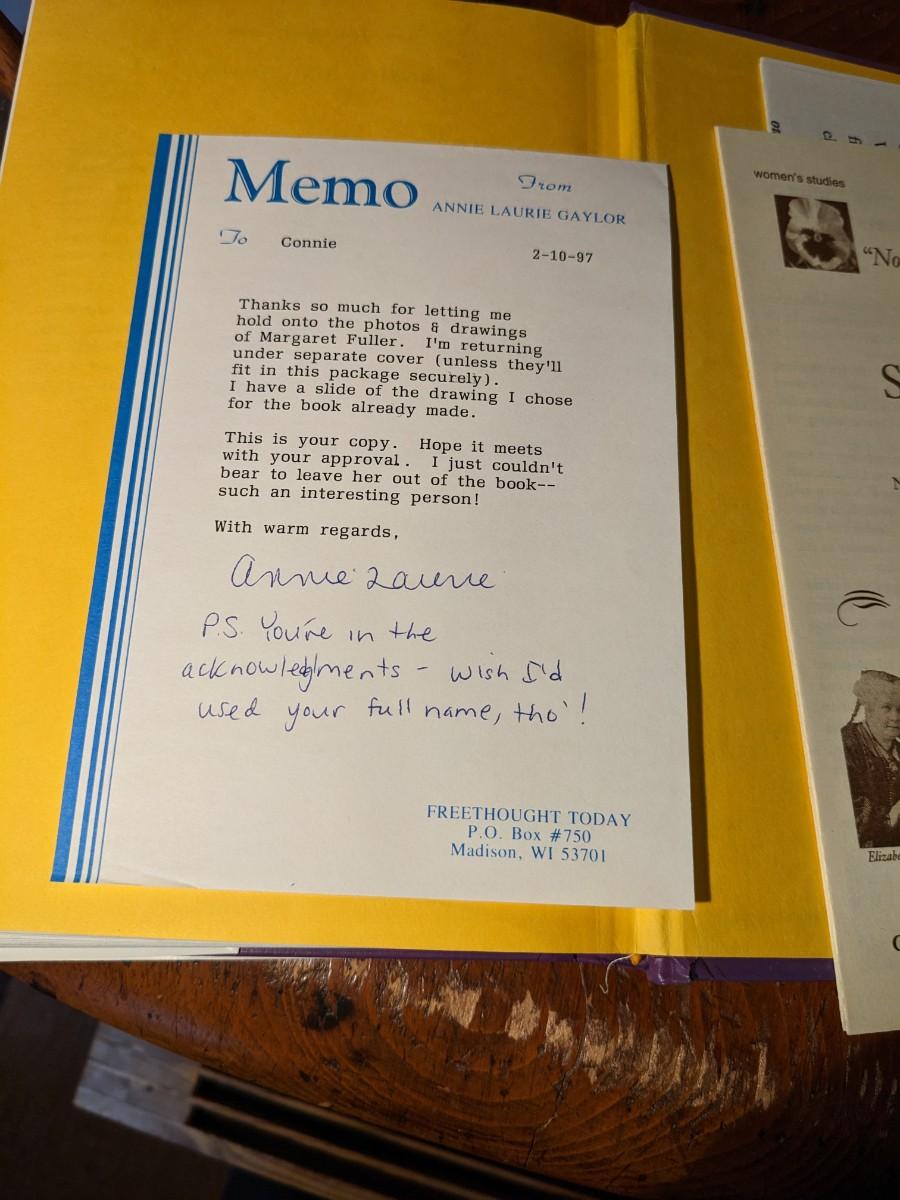 Memo
From
ANNIE LAURIE GAYLOR
To Connie
2-10-97
Thanks so much for letting me
hold onto the photos & drawings
of Margaret Fuller. I'm returning
under separate cover (unless they'll
fit in this package securely).
I have a slide of the drawing I chose
for the book already made.
This is your copy. Hope it meets
with your approval. I just couldn't
bear to leave her out of the book--
such an interesting person!
With warm regards,
Annie Laurie
P.S. You're in the
acknowledgments - wish I'd
used your full name, tho'!
FREETHOUGHT TODAY
P.O. Box #750
Madison, WI 53701
women's studies
"No
S
N
Elizabe